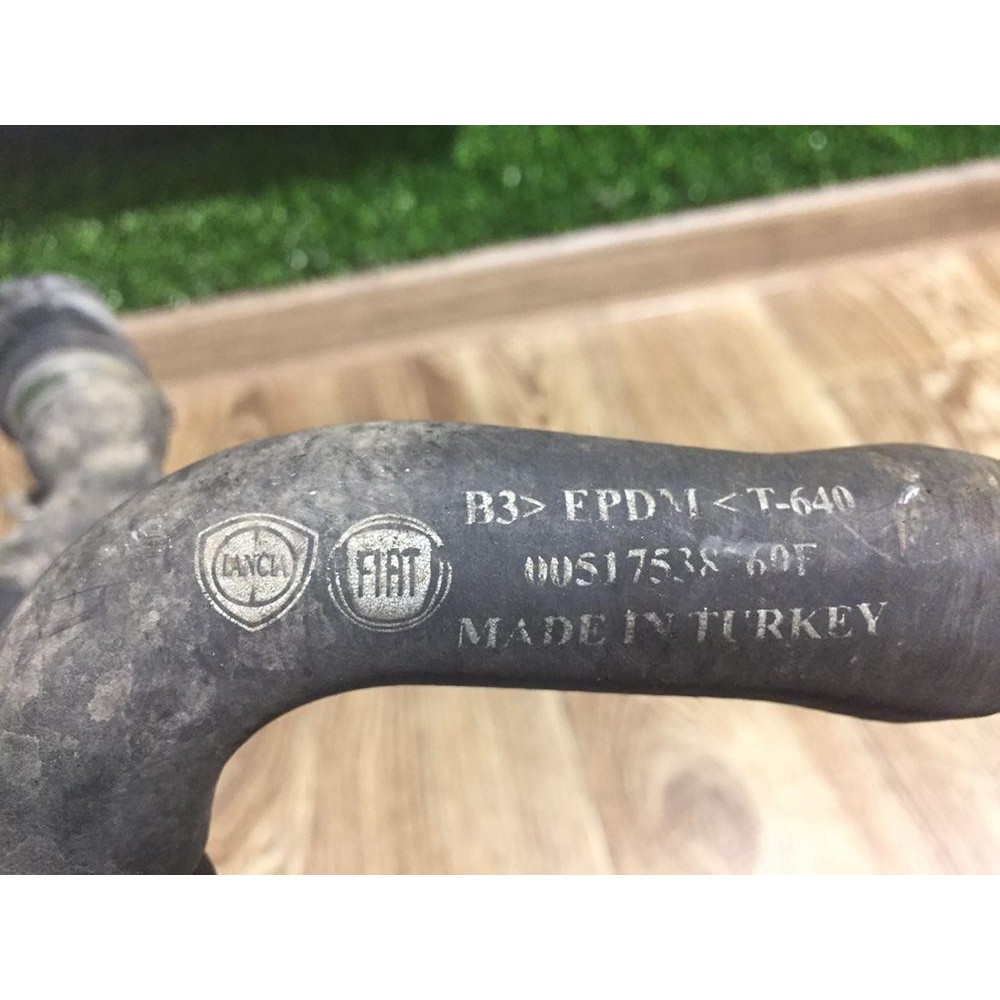 LANCIA
FIAT
B3> EPDM <T-640
MADE IN TURKEY